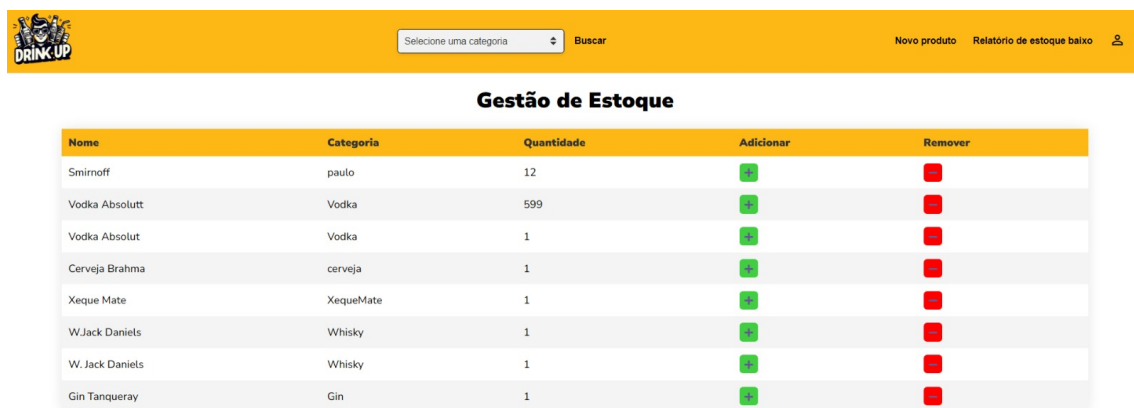 DRINK-UP
Selecione uma categoria Buscar Novo produto Relatório de estoque baixo
Gestão de Estoque
Nome Categoria Quantidade Adicionar Remover
Smirnoff paulo 12 + −
Vodka Absolutt Vodka 599 + −
Vodka Absolut Vodka 1 + −
Cerveja Brahma cerveja 1 + −
Xeque Mate XequeMate 1 + −
W.Jack Daniels Whisky 1 + −
W. Jack Daniels Whisky 1 + −
Gin Tanqueray Gin 1 + −